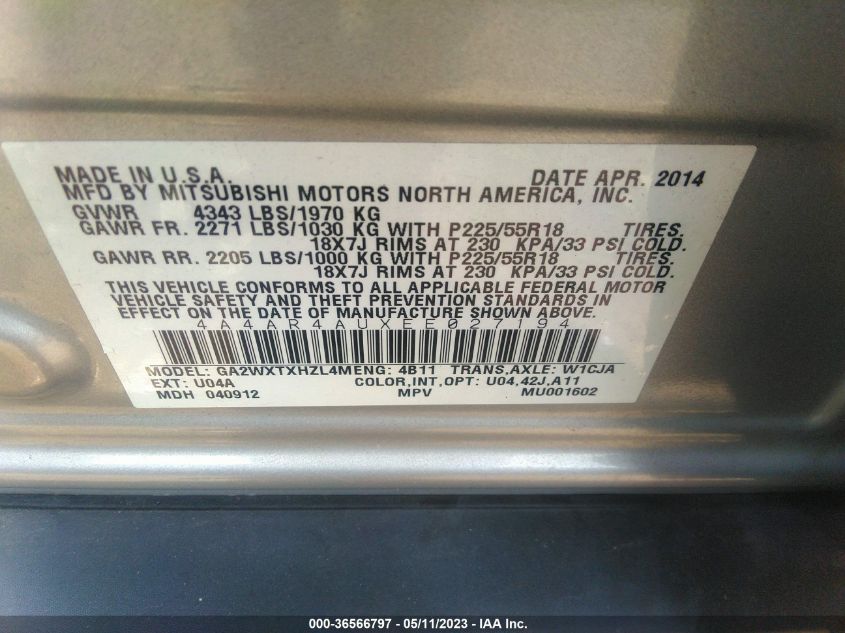 MADE IN U.S.A. DATE APR. 2014
MFD BY MITSUBISHI MOTORS NORTH AMERICA, INC.
GVWR 4343 LBS/1970 KG
GAWR FR. 2271 LBS/1030 KG WITH P225/55R18 TIRES.
18X7J RIMS AT 230 KPA/33 PSI COLD.
GAWR RR. 2205 LBS/1000 KG WITH P225/55R18 TIRES.
18X7J RIMS AT 230 KPA/33 PSI COLD.
THIS VEHICLE CONFORMS TO ALL APPLICABLE FEDERAL MOTOR
VEHICLE SAFETY AND THEFT PREVENTION STANDARDS IN
EFFECT ON THE DATE OF MANUFACTURE SHOWN ABOVE.
4A4AR4AUXEE027194
MODEL: GA2WXTXHZL4MENG: 4B11 TRANS,AXLE: W1CJA
EXT: U04A COLOR,INT,OPT: U04,42J,A11
MDH 040912 MPV MU001602
000-36566797 - 05/11/2023 - IAA Inc.